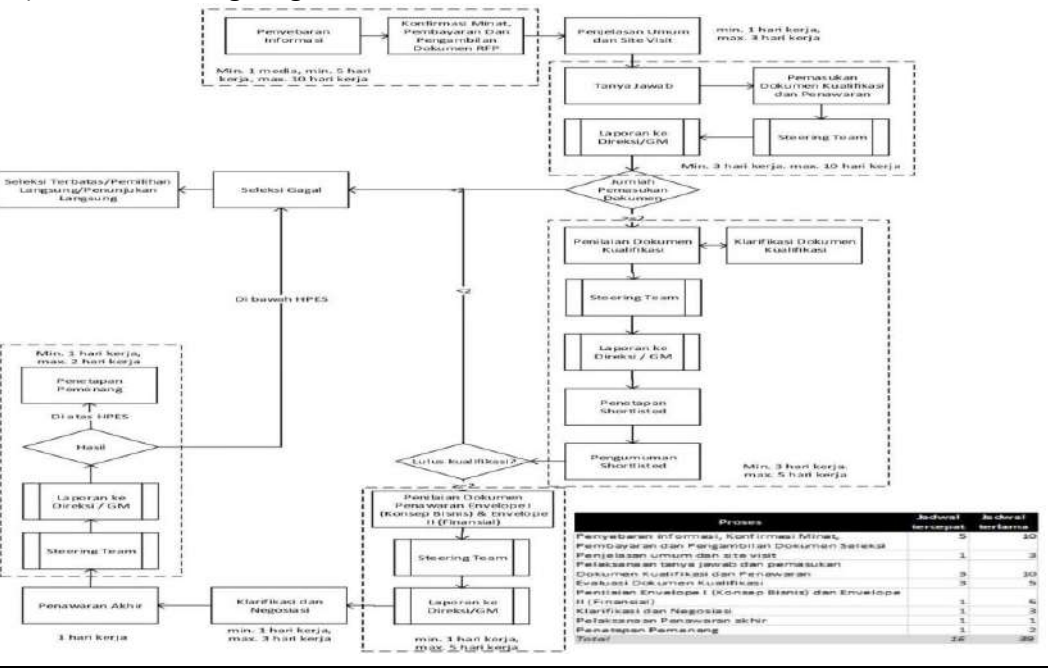 Penyebaran
Informasi
Konfirmasi Minat,
Pembayaran Dan
Pengambilan
Dokumen RFP
Min. 1 media, min. 5 hari
kerja, max. 10 hari kerja
Penjelasan Umum
dan Site Visit
min. 1 hari kerja,
max. 3 hari kerja
Tanya Jawab
Pemasukan
Dokumen Kualifikasi
dan Penawaran
Laporan ke
Direksi/GM
Steering Team
Min. 3 hari kerja. max. 10 hari kerja
Seleksi Terbatas/Pemilihan
Langsung/Penunjukan
Langsung
Seleksi Gagal
<2
Jumlah
Pemasukan
Dokumen
>=2
Penilaian Dokumen
Kualifikasi
Klarifikasi Dokumen
Kualifikasi
Steering Team
Laporan ke
Direksi / GM
Penetapan
Shortlisted
Pengumuman
Shortlisted
Min. 3 hari kerja.
max. 5 hari kerja
Di bawah HPES
<2
Min. 1 hari kerja,
max. 2 hari kerja
Penetapan
Pemenang
Di atas HPES
Hasil
Laporan ke
Direksi / GM
Steering Team
Lulus kualifikasi?
Penilaian Dokumen
Penawaran Envelope I
(Konsep Bisnis) & Envelope
II (Finansial)
Steering Team
Laporan ke
Direksi/GM
min. 1 hari kerja,
max. 5 hari kerja
Klarifikasi dan
Negosiasi
min. 1 hari kerja,
max. 3 hari kerja
Penawaran Akhir
1 hari kerja
Proses Jadwal tersepat Jadwal terlama
Penyebaran informasi, Konfirmasi Minat,
Pembayaran dan Pengambilan Dokumen Seleksi 5 10
Penjelasan umum dan site visit 1 3
Pelaksanaan tanya jawab dan pemasukan
Dokumen Kualifikasi dan Penawaran 3 10
Evaluasi Dokumen Kualifikasi 3 5
Penilaian Envelope I (Konsep Bisnis) dan Envelope
II (Finansial) 1 5
Klarifikasi dan Negosiasi 1 3
Pelaksanaan Penawaran akhir 1 1
Penetapan Pemenang 1 2
Total 16 39